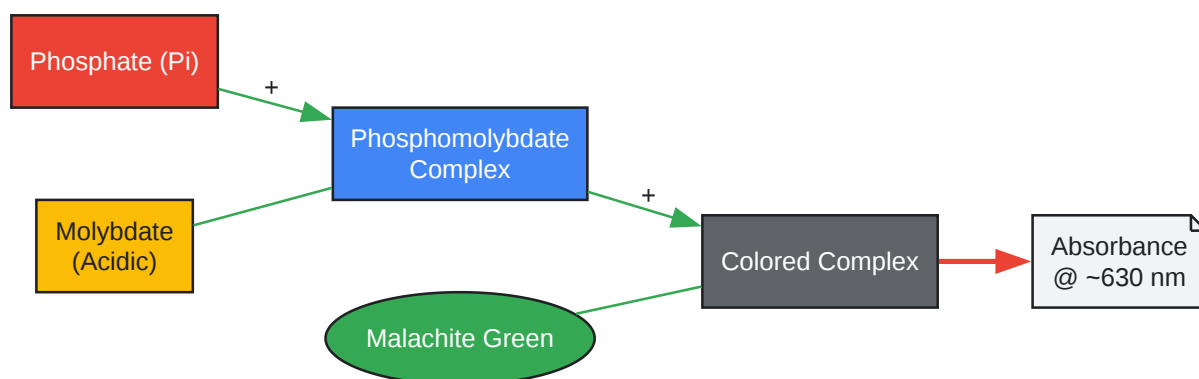 Phosphate (Pi)
+
Phosphomolybdate
Complex
+
Molybdate
(Acidic)
Colored Complex
Absorbance
@ ~630 nm
Malachite Green